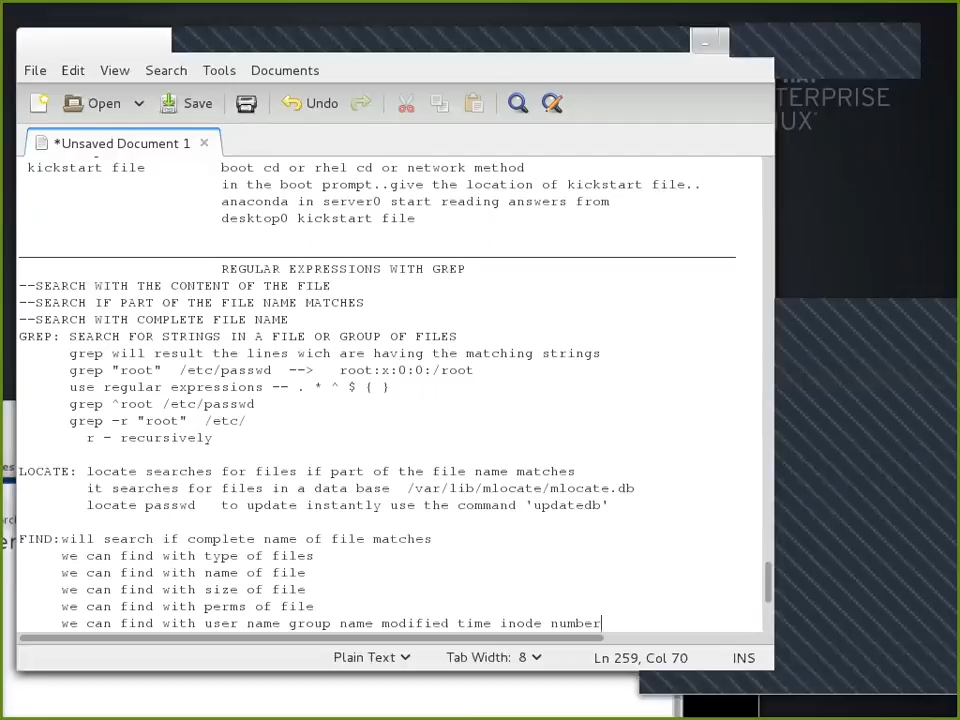 File Edit View Search Tools Documents
Open Save Undo
*Unsaved Document 1
TERPRISE
kickstart file boot cd or rhel cd or network method
in the boot prompt..give the location of kickstart file..
anaconda in server0 start reading answers from
desktop0 kickstart file
REGULAR EXPRESSIONS WITH GREP
--SEARCH WITH THE CONTENT OF THE FILE
--SEARCH IF PART OF THE FILE NAME MATCHES
--SEARCH WITH COMPLETE FILE NAME
GREP: SEARCH FOR STRINGS IN A FILE OR GROUP OF FILES
grep will result the lines wich are having the matching strings
grep "root" /etc/passwd --> root:x:0:0:/root
use regular expressions -- . * ^ $ { }
grep ^root /etc/passwd
grep -r "root" /etc/
r - recursively
LOCATE: locate searches for files if part of the file name matches
it searches for files in a data base /var/lib/mlocate/mlocate.db
locate passwd to update instantly use the command 'updatedb'
FIND:will search if complete name of file matches
we can find with type of files
we can find with name of file
we can find with size of file
we can find with perms of file
we can find with user name group name modified time inode number
Plain Text Tab Width: 8 Ln 259, Col 70 INS